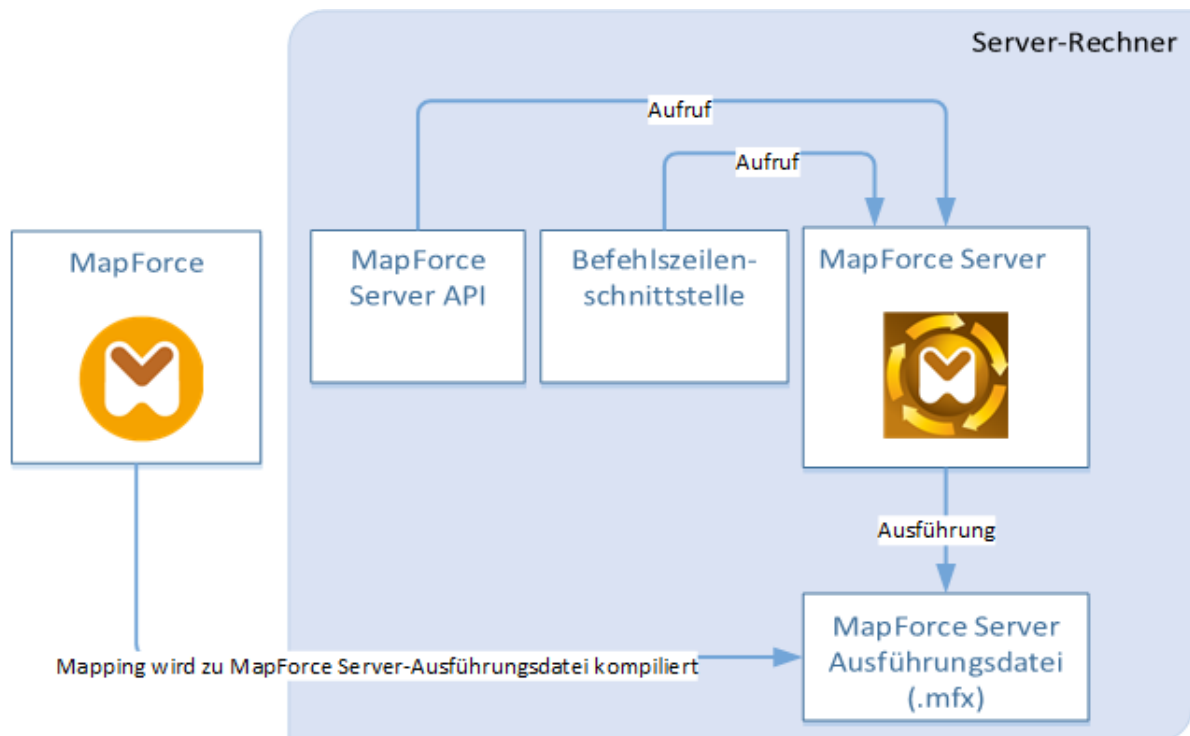 Server-Rechner
Aufruf
Aufruf
MapForce
MapForce
Server API
Befehlszeilen-
schnittstelle
MapForce Server
Ausführung
Mapping wird zu MapForce Server-Ausführungsdatei kompiliert
MapForce Server
Ausführungsdatei
(.mfx)